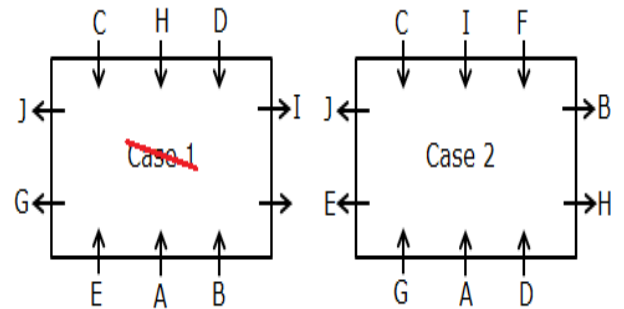 C H D C I F
J I J B
Case 1 Case 2
G E H
E A B G A D